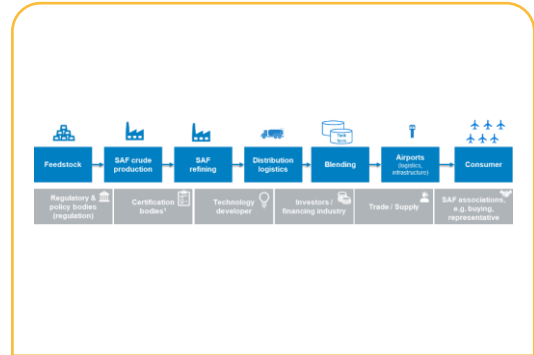 Tank
farm
Feedstock
SAF crude
production
SAF
refining
Distribution
logistics
Blending
Airports
(logistics,
infrastructure)
Consumer
Regulatory &
policy bodies
(regulation)
Certification
bodies¹
Technology
developer
Investors /
financing industry
Trade / Supply
SAF associations,
e.g. buying,
representative